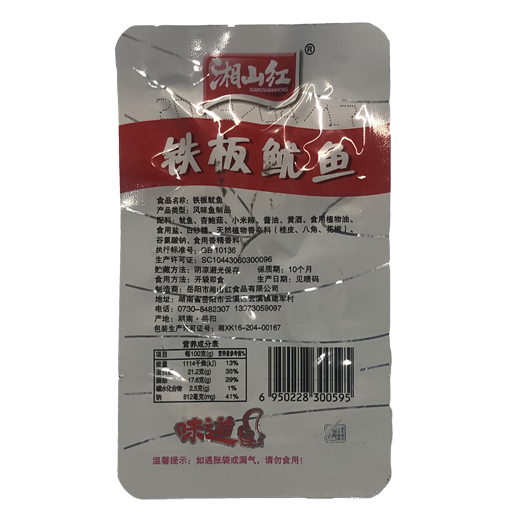 湘山红
XIANGSHANHONG
®
铁板鱿鱼
食品名称：铁板鱿鱼
产品类型：风味鱼制品
配料：鱿鱼、杏鲍菇、小米辣、酱油、黄酒、食用植物油、
食用盐、白砂糖、天然植物香辛料（桂皮、八角、花椒）、
谷氨酸钠、食用香精香料
执行标准号：GB 10136
生产许可证：SC10443060300096
贮藏方法：阴凉避光保存 保质期：10个月
食用方法：开袋即食 生产日期：见喷码
制造商：岳阳市湘山红食品有限公司
地址：湖南省岳阳市云溪区云溪镇建军村
电话：0730-8482307 13373059097
产地：湖南·岳阳
包装生产许可证号：湘XK16-204-00167
营养成分表
项目 每100克(g) 营养素参考值%
能量 1114千焦(kJ) 13%
蛋白质 21.2克(g) 35%
脂肪 17.6克(g) 29%
碳水化合物 2.5克(g) 1%
钠 812毫克(mg) 41%
6 950228 300595
味道
温馨提示：如遇胀袋或漏气，请勿食用！